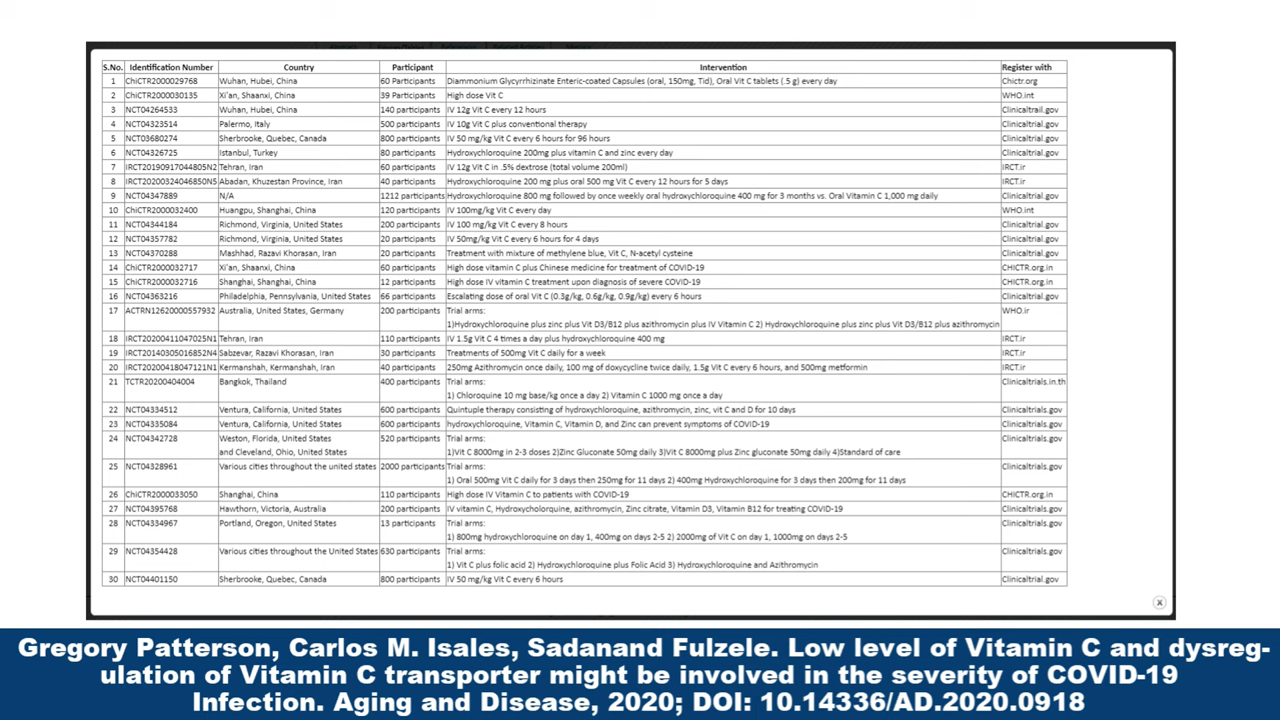 S.No. Identification Number Country Participant Intervention Register with
1 ChiCTR2000029768 Wuhan, Hubei, China 60 Participants Diammonium Glycyrrhizinate Enteric-coated Capsules (oral, 150mg, Tid), Oral Vit C tablets (.5 g) every day Chictr.org
2 ChiCTR2000030135 Xi'an, Shaanxi, China 39 Participants High dose Vit C WHO.int
3 NCT04264533 Wuhan, Hubei, China 140 participants IV 12g Vit C every 12 hours Clinicaltrail.gov
4 NCT04323514 Palermo, Italy 500 participants IV 10g Vit C plus conventional therapy Clinicaltrial.gov
5 NCT03680274 Sherbrooke, Quebec, Canada 800 participants IV 50 mg/kg Vit C every 6 hours for 96 hours Clinicaltrial.gov
6 NCT04326725 Istanbul, Turkey 80 participants Hydroxychloroquine 200mg plus vitamin C and zinc every day Clinicaltrial.gov
7 IRCT20190917044805N2 Tehran, Iran 60 participants IV 12g Vit C in .5% dextrose (total volume 200ml) IRCT.ir
8 IRCT20200324046850N5 Abadan, Khuzestan Province, Iran 40 participants Hydroxychloroquine 200 mg plus oral 500 mg Vit C every 12 hours for 5 days IRCT.ir
9 NCT04347889 N/A 1212 participants Hydroxychloroquine 800 mg followed by once weekly oral hydroxychloroquine 400 mg for 3 months vs. Oral Vitamin C 1,000 mg daily Clinicaltrial.gov
10 ChiCTR2000032400 Huangpu, Shanghai, China 120 participants IV 100mg/kg Vit C every day WHO.int
11 NCT04344184 Richmond, Virginia, United States 200 participants IV 100 mg/kg Vit C every 8 hours Clinicaltrial.gov
12 NCT04357782 Richmond, Virginia, United States 20 participants IV 50mg/kg Vit C every 6 hours for 4 days Clinicaltrial.gov
13 NCT04370288 Mashhad, Razavi Khorasan, Iran 20 participants Treatment with mixture of methylene blue, Vit C, N-acetyl cysteine Clinicaltrial.gov
14 ChiCTR2000032717 Xi'an, Shaanxi, China 60 participants High dose vitamin C plus Chinese medicine for treatment of COVID-19 CHICTR.org.in
15 ChiCTR2000032716 Shanghai, Shanghai, China 12 participants High dose IV vitamin C treatment upon diagnosis of severe COVID-19 CHICTR.org.in
16 NCT04363216 Philadelphia, Pennsylvania, United States 66 participants Escalating dose of oral Vit C (0.3g/kg, 0.6g/kg, 0.9g/kg) every 6 hours Clinicaltrial.gov
17 ACTRN12620000557932 Australia, United States, Germany 200 participants Trial arms: WHO.ir
1)Hydroxychloroquine plus zinc plus Vit D3/B12 plus azithromycin plus IV Vitamin C 2) Hydroxychloroquine plus zinc plus Vit D3/B12 plus azithromycin
18 IRCT20200411047025N1 Tehran, Iran 110 participants IV 1.5g Vit C 4 times a day plus hydroxychloroquine 400 mg IRCT.ir
19 IRCT20140305016852N4 Sabzevar, Razavi Khorasan, Iran 30 participants Treatments of 500mg Vit C daily for a week IRCT.ir
20 IRCT20200418047121N1 Kermanshah, Kermanshah, Iran 40 participants 250mg Azithromycin once daily, 100 mg of doxycycline twice daily, 1.5g Vit C every 6 hours, and 500mg metformin IRCT.ir
21 TCTR20200404004 Bangkok, Thailand 400 participants Trial arms: Clinicaltrials.in.th
1) Chloroquine 10 mg base/kg once a day 2) Vitamin C 1000 mg once a day
22 NCT04334512 Ventura, California, United States 600 participants Quintuple therapy consisting of hydroxychloroquine, azithromycin, zinc, vit C and D for 10 days Clinicaltrials.gov
23 NCT04335084 Ventura, California, United States 600 participants hydroxychloroquine, Vitamin C, Vitamin D, and Zinc can prevent symptoms of COVID-19 Clinicaltrials.gov
24 NCT04342728 Weston, Florida, United States 520 participants Trial arms: Clinicaltrials.gov
and Cleveland, Ohio, United States 1)Vit C 8000mg in 2-3 doses 2)Zinc Gluconate 50mg daily 3)Vit C 8000mg plus Zinc gluconate 50mg daily 4)Standard of care
25 NCT04328961 Various cities throughout the united states 2000 participants Trial arms: Clinicaltrials.gov
1) Oral 500mg Vit C daily for 3 days then 250mg for 11 days 2) 400mg Hydroxychloroquine for 3 days then 200mg for 11 days
26 ChiCTR2000033050 Shanghai, China 110 participants High dose IV Vitamin C to patients with COVID-19 CHICTR.org.in
27 NCT04395768 Hawthorn, Victoria, Australia 200 participants IV vitamin C, Hydroxycholorquine, azithromycin, Zinc citrate, Vitamin D3, Vitamin B12 for treating COVID-19 Clinicaltrials.gov
28 NCT04334967 Portland, Oregon, United States 13 participants Trial arms: Clinicaltrials.gov
1) 800mg hydroxychloroquine on day 1, 400mg on days 2-5 2) 2000mg of Vit C on day 1, 1000mg on days 2-5
29 NCT04354428 Various cities throughout the United States 630 participants Trial arms: Clinicaltrials.gov
1) Vit C plus folic acid 2) Hydroxychloroquine plus Folic Acid 3) Hydroxychloroquine and Azithromycin
30 NCT04401150 Sherbrooke, Quebec, Canada 800 participants IV 50 mg/kg Vit C every 6 hours Clinicaltrial.gov
x
Gregory Patterson, Carlos M. Isales, Sadanand Fulzele. Low level of Vitamin C and dysreg-
ulation of Vitamin C transporter might be involved in the severity of COVID-19
Infection. Aging and Disease, 2020; DOI: 10.14336/AD.2020.0918